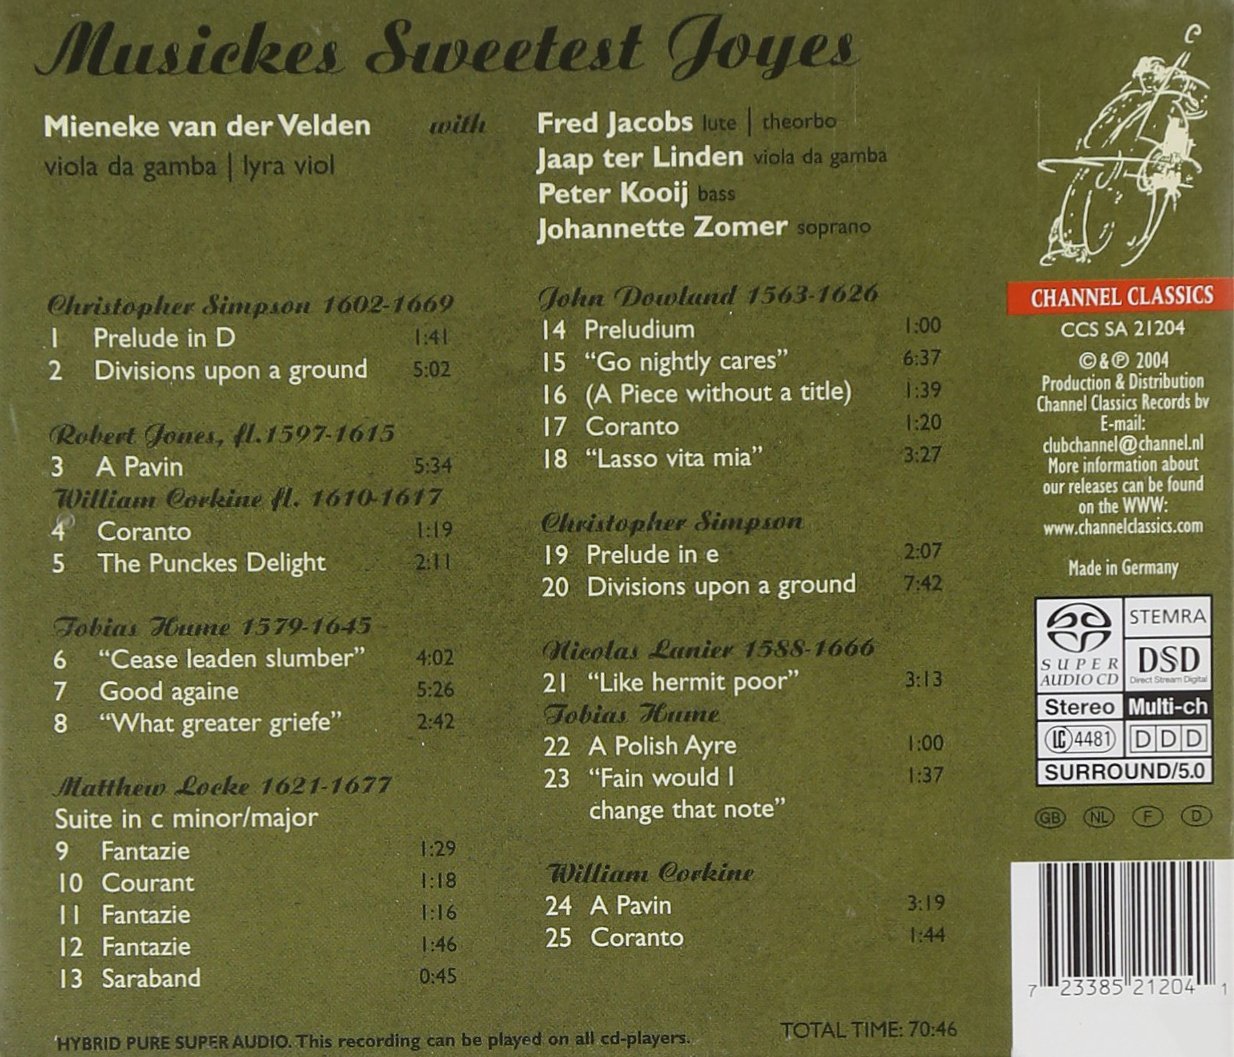 Musickes Sweetest Joyes
Mieneke van der Velden with
viola da gamba | lyra viol
Fred Jacobs lute | theorbo
Jaap ter Linden viola da gamba
Peter Kooij bass
Johannette Zomer soprano
Christopher Simpson 1602-1669
1 Prelude in D 1:41
2 Divisions upon a ground 5:02
Robert Jones, fl.1597-1615
3 A Pavin 5:34
William Corkine fl. 1610-1617
4 Coranto 1:19
5 The Punckes Delight 2:11
Tobias Hume 1579-1645
6 “Cease leaden slumber” 4:02
7 Good againe 5:26
8 “What greater griefe” 2:42
Matthew Locke 1621-1677
Suite in c minor/major
9 Fantazie 1:29
10 Courant 1:18
11 Fantazie 1:16
12 Fantazie 1:46
13 Saraband 0:45
John Dowland 1563-1626
14 Preludium 1:00
15 “Go nightly cares” 6:37
16 (A Piece without a title) 1:39
17 Coranto 1:20
18 “Lasso vita mia” 3:27
Christopher Simpson
19 Prelude in e 2:07
20 Divisions upon a ground 7:42
Nicolas Lanier 1588-1666
21 “Like hermit poor” 3:13
Tobias Hume
22 A Polish Ayre 1:00
23 “Fain would I 1:37
change that note”
William Corkine
24 A Pavin 3:19
25 Coranto 1:44
HYBRID PURE SUPER AUDIO. This recording can be played on all cd-players.
TOTAL TIME: 70:46
CHANNEL CLASSICS
CCS SA 21204
© & ℗ 2004
Production & Distribution
Channel Classics Records bv
E-mail:
clubchannel@channel.nl
More information about
our releases can be found
on the WWW:
www.channelclassics.com
Made in Germany
SUPER AUDIO CD
STEMRA
DSD
Direct Stream Digital
Stereo Multi-ch
LC 4481 D D D
SURROUND/5.0
GB NL F D
7 23385 21204 1